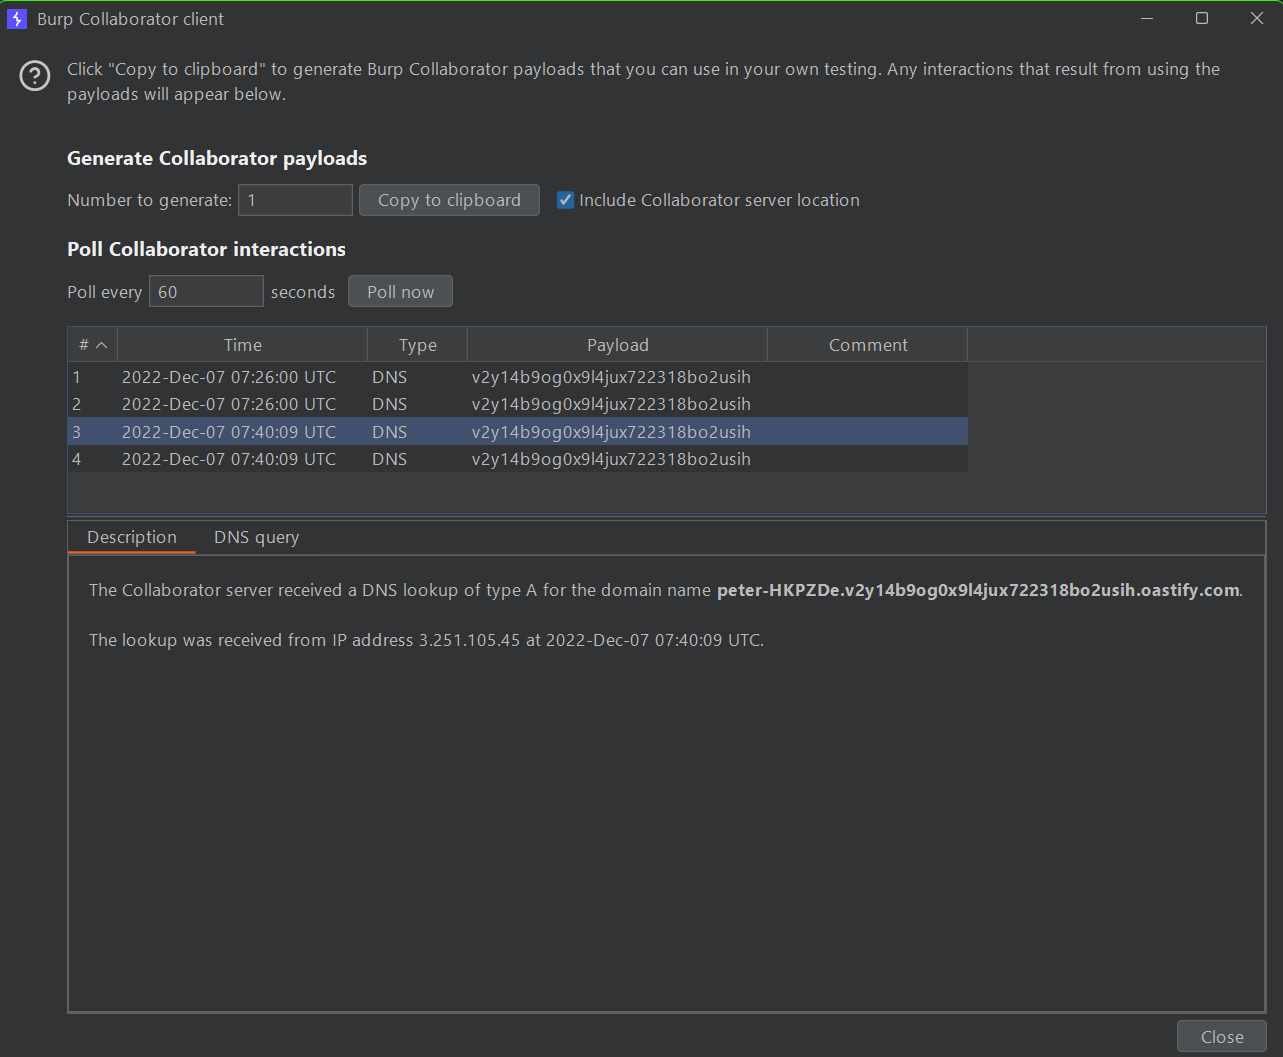 Burp Collaborator client
Click "Copy to clipboard" to generate Burp Collaborator payloads that you can use in your own testing. Any interactions that result from using the
payloads will appear below.
Generate Collaborator payloads
Number to generate: 1 Copy to clipboard Include Collaborator server location
Poll Collaborator interactions
Poll every 60 seconds Poll now
# Time Type Payload Comment
1 2022-Dec-07 07:26:00 UTC DNS v2y14b9og0x9l4jux722318bo2usih
2 2022-Dec-07 07:26:00 UTC DNS v2y14b9og0x9l4jux722318bo2usih
3 2022-Dec-07 07:40:09 UTC DNS v2y14b9og0x9l4jux722318bo2usih
4 2022-Dec-07 07:40:09 UTC DNS v2y14b9og0x9l4jux722318bo2usih
Description DNS query
The Collaborator server received a DNS lookup of type A for the domain name peter-HKPZDe.v2y14b9og0x9l4jux722318bo2usih.oastify.com.
The lookup was received from IP address 3.251.105.45 at 2022-Dec-07 07:40:09 UTC.
Close